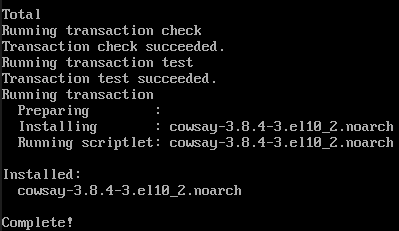 Total
Running transaction check
Transaction check succeeded.
Running transaction test
Transaction test succeeded.
Running transaction
  Preparing        :
  Installing       : cowsay-3.8.4-3.el10_2.noarch
  Running scriptlet: cowsay-3.8.4-3.el10_2.noarch

Installed:
  cowsay-3.8.4-3.el10_2.noarch

Complete!